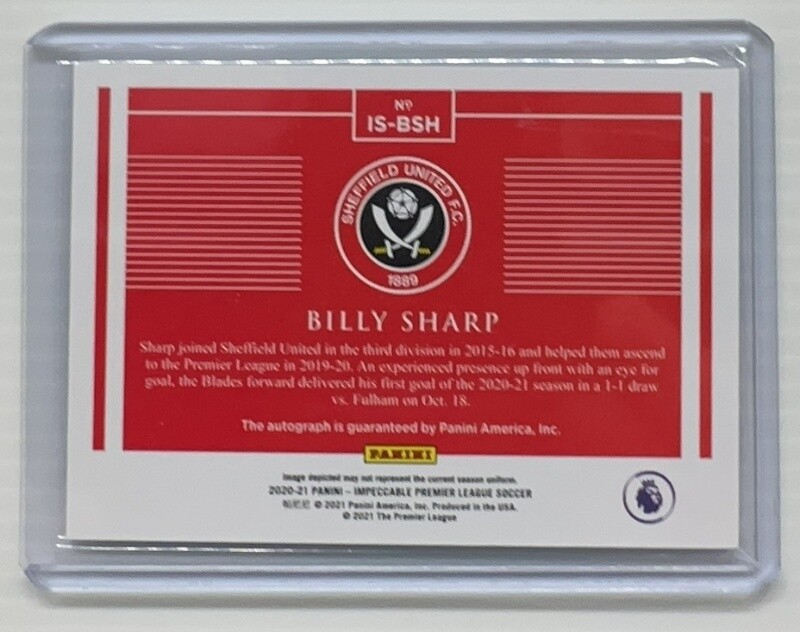 Nº
IS-BSH
SHEFFIELD UNITED F.C.
1889
BILLY SHARP
Sharp joined Sheffield United in the third division in 2015-16 and helped them ascend
to the Premier League in 2019-20. An experienced presence up front with an eye for
goal, the Blades forward delivered his first goal of the 2020-21 season in a 1-1 draw
vs. Fulham on Oct. 18.
The autograph is guaranteed by Panini America, Inc.
PANINI
Image depicted may not represent the current season uniform.
2020-21 PANINI – IMPECCABLE PREMIER LEAGUE SOCCER
帕尼尼 © 2021 Panini America, Inc. Produced in the USA.
© 2021 The Premier League